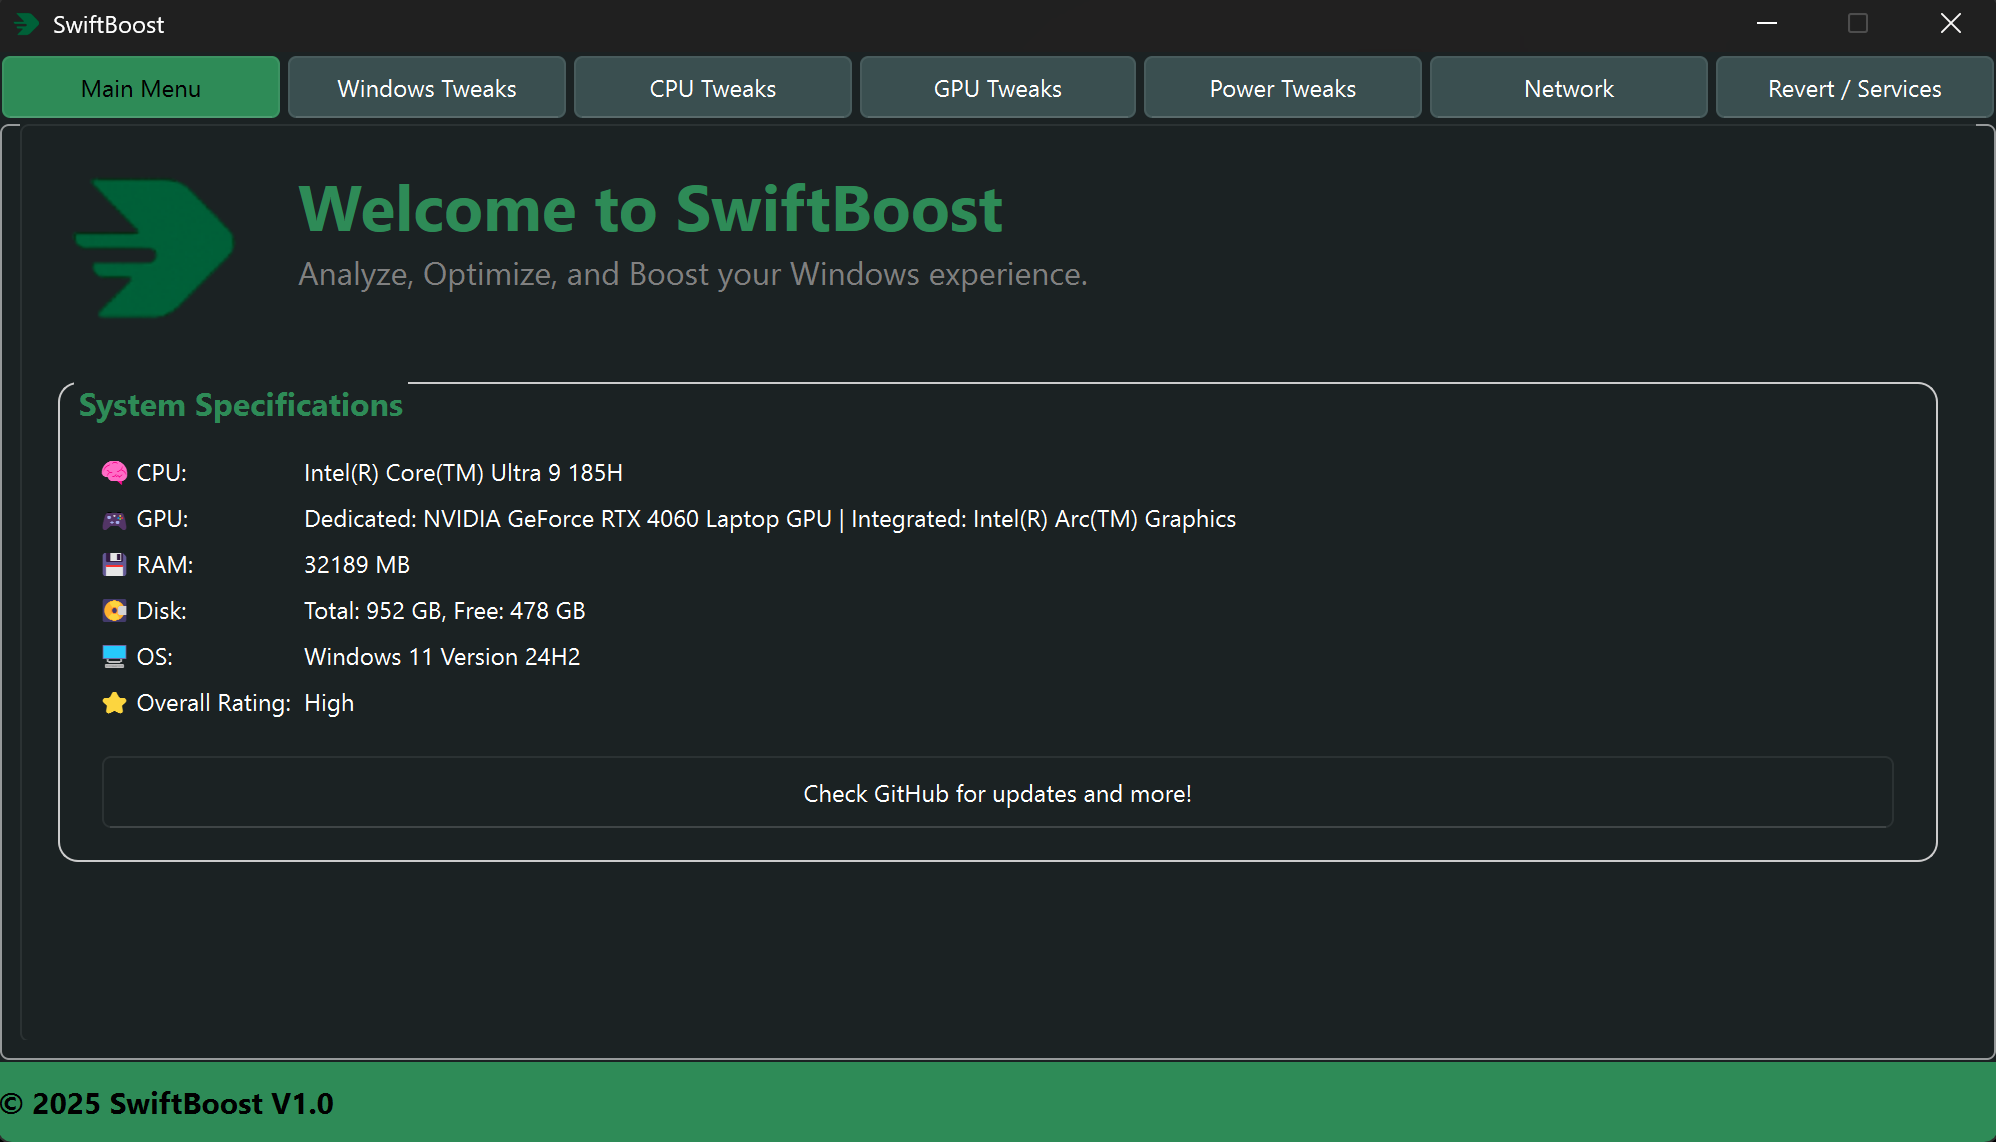 SwiftBoost
Main Menu
Windows Tweaks
CPU Tweaks
GPU Tweaks
Power Tweaks
Network
Revert / Services
Welcome to SwiftBoost
Analyze, Optimize, and Boost your Windows experience.
System Specifications
CPU: Intel(R) Core(TM) Ultra 9 185H
GPU: Dedicated: NVIDIA GeForce RTX 4060 Laptop GPU | Integrated: Intel(R) Arc(TM) Graphics
RAM: 32189 MB
Disk: Total: 952 GB, Free: 478 GB
OS: Windows 11 Version 24H2
Overall Rating: High
Check GitHub for updates and more!
© 2025 SwiftBoost V1.0